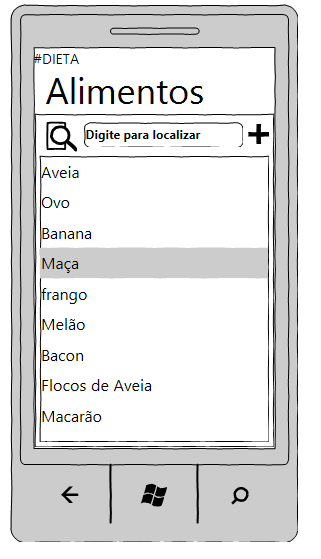 #DIETA
Alimentos
Digite para localizar
Aveia
Ovo
Banana
Maça
frango
Melão
Bacon
Flocos de Aveia
Macarão